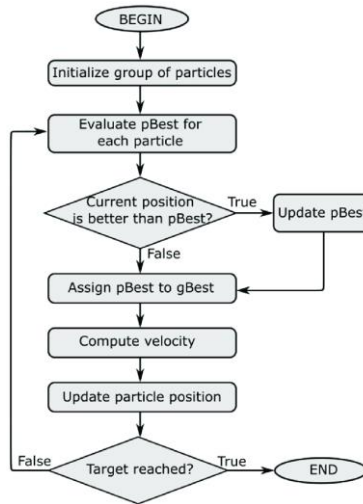 BEGIN
Initialize group of particles
Evaluate pBest for
each particle
Current position
is better than pBest?
True
Update pBest
False
Assign pBest to gBest
Compute velocity
Update particle position
False
Target reached?
True
END